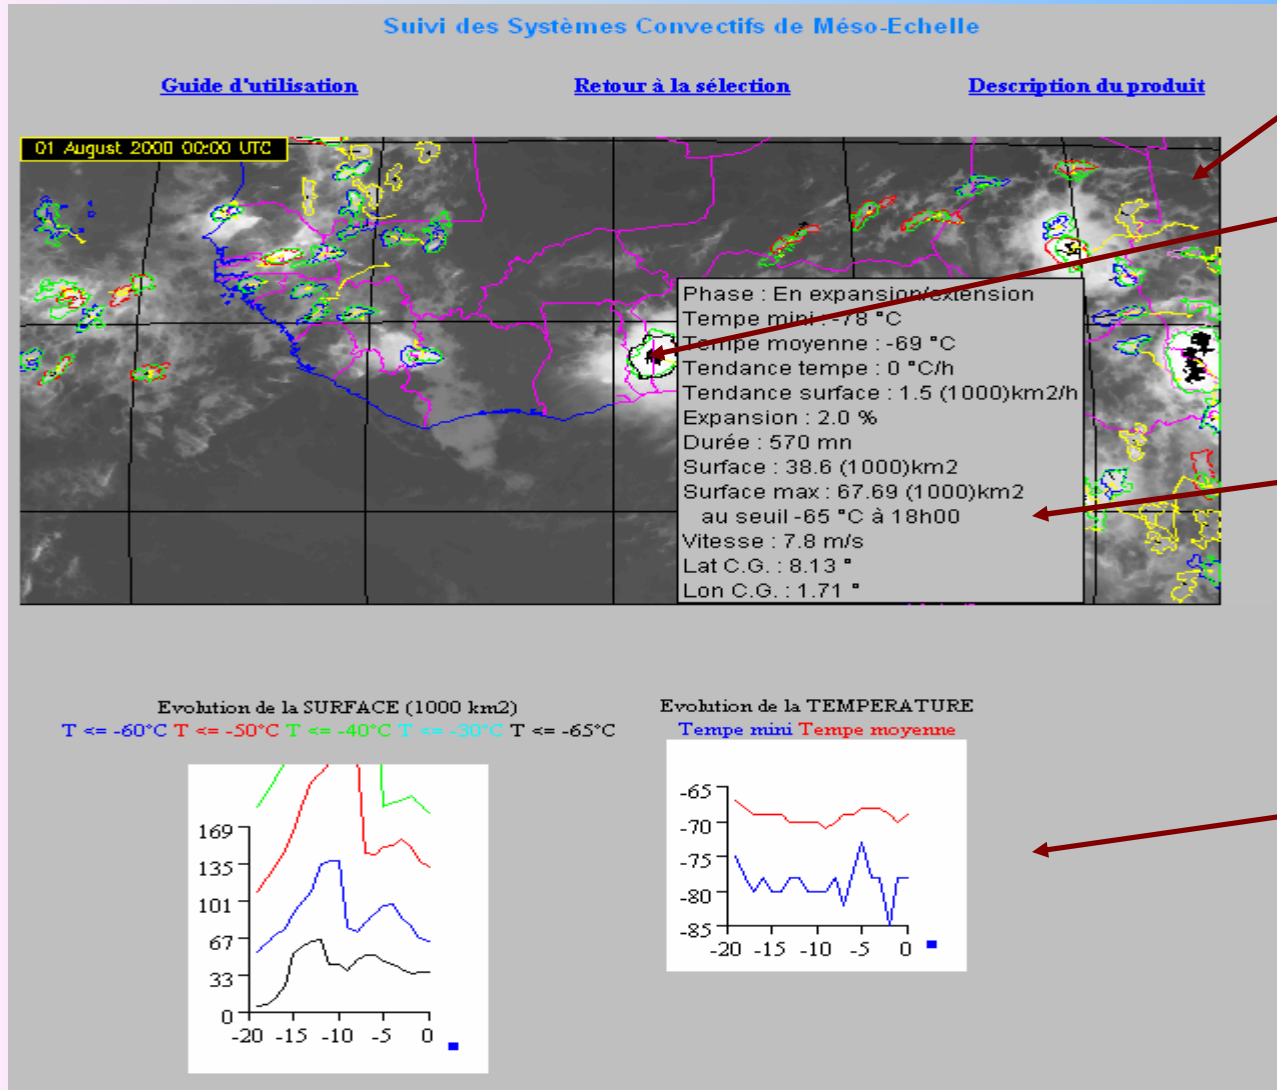 Suivi des Systèmes Convectifs de Méso-Echelle
Guide d'utilisation Retour à la sélection Description du produit
01 August 2000 00:00 UTC
Phase : En expansion/extension
Tempe mini : -78 °C
Tempe moyenne : -69 °C
Tendance tempe : 0 °C/h
Tendance surface : 1.5 (1000)km2/h
Expansion : 2.0 %
Durée : 570 mn
Surface : 38.6 (1000)km2
Surface max : 67.69 (1000)km2
au seuil -65 °C à 18h00
Vitesse : 7.8 m/s
Lat C.G. : 8.13 °
Lon C.G. : 1.71 °
Evolution de la SURFACE (1000 km2)
T <= -60°C T <= -50°C T <= -40°C T <= -30°C T <= -65°C
169
135
101
67
33
0
-20 -15 -10 -5 0
Evolution de la TEMPERATURE
Tempe mini Tempe moyenne
-65
-70
-75
-80
-85
-20 -15 -10 -5 0